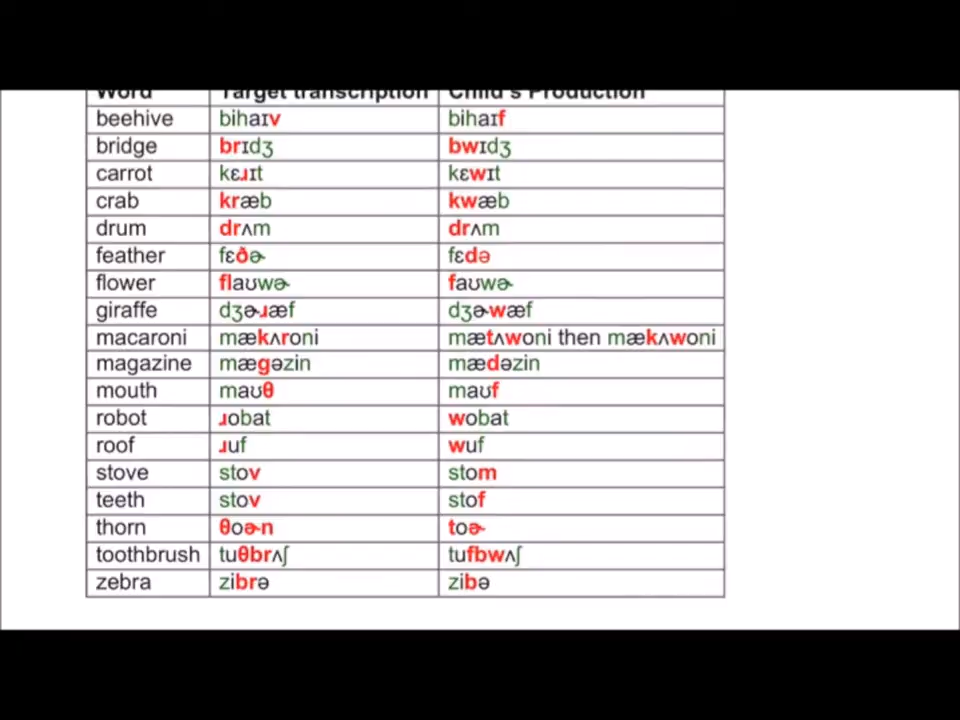 Word Target transcription Child's Production
beehive bihaɪv bihaɪf
bridge brɪdʒ bwɪdʒ
carrot kɛɹɪt kɛwɪt
crab kræb kwæb
drum drʌm drʌm
feather fɛðɚ fɛdə
flower flaʊwɚ faʊwɚ
giraffe dʒɚɹæf dʒɚwæf
macaroni mækʌroni mætʌwoni then mækʌwoni
magazine mægəzin mædəzin
mouth maʊθ maʊf
robot ɹobat wobat
roof ɹuf wuf
stove stov stom
teeth stov stof
thorn θoɚn toɚ
toothbrush tuθbrʌʃ tufbwʌʃ
zebra zibrə zibə